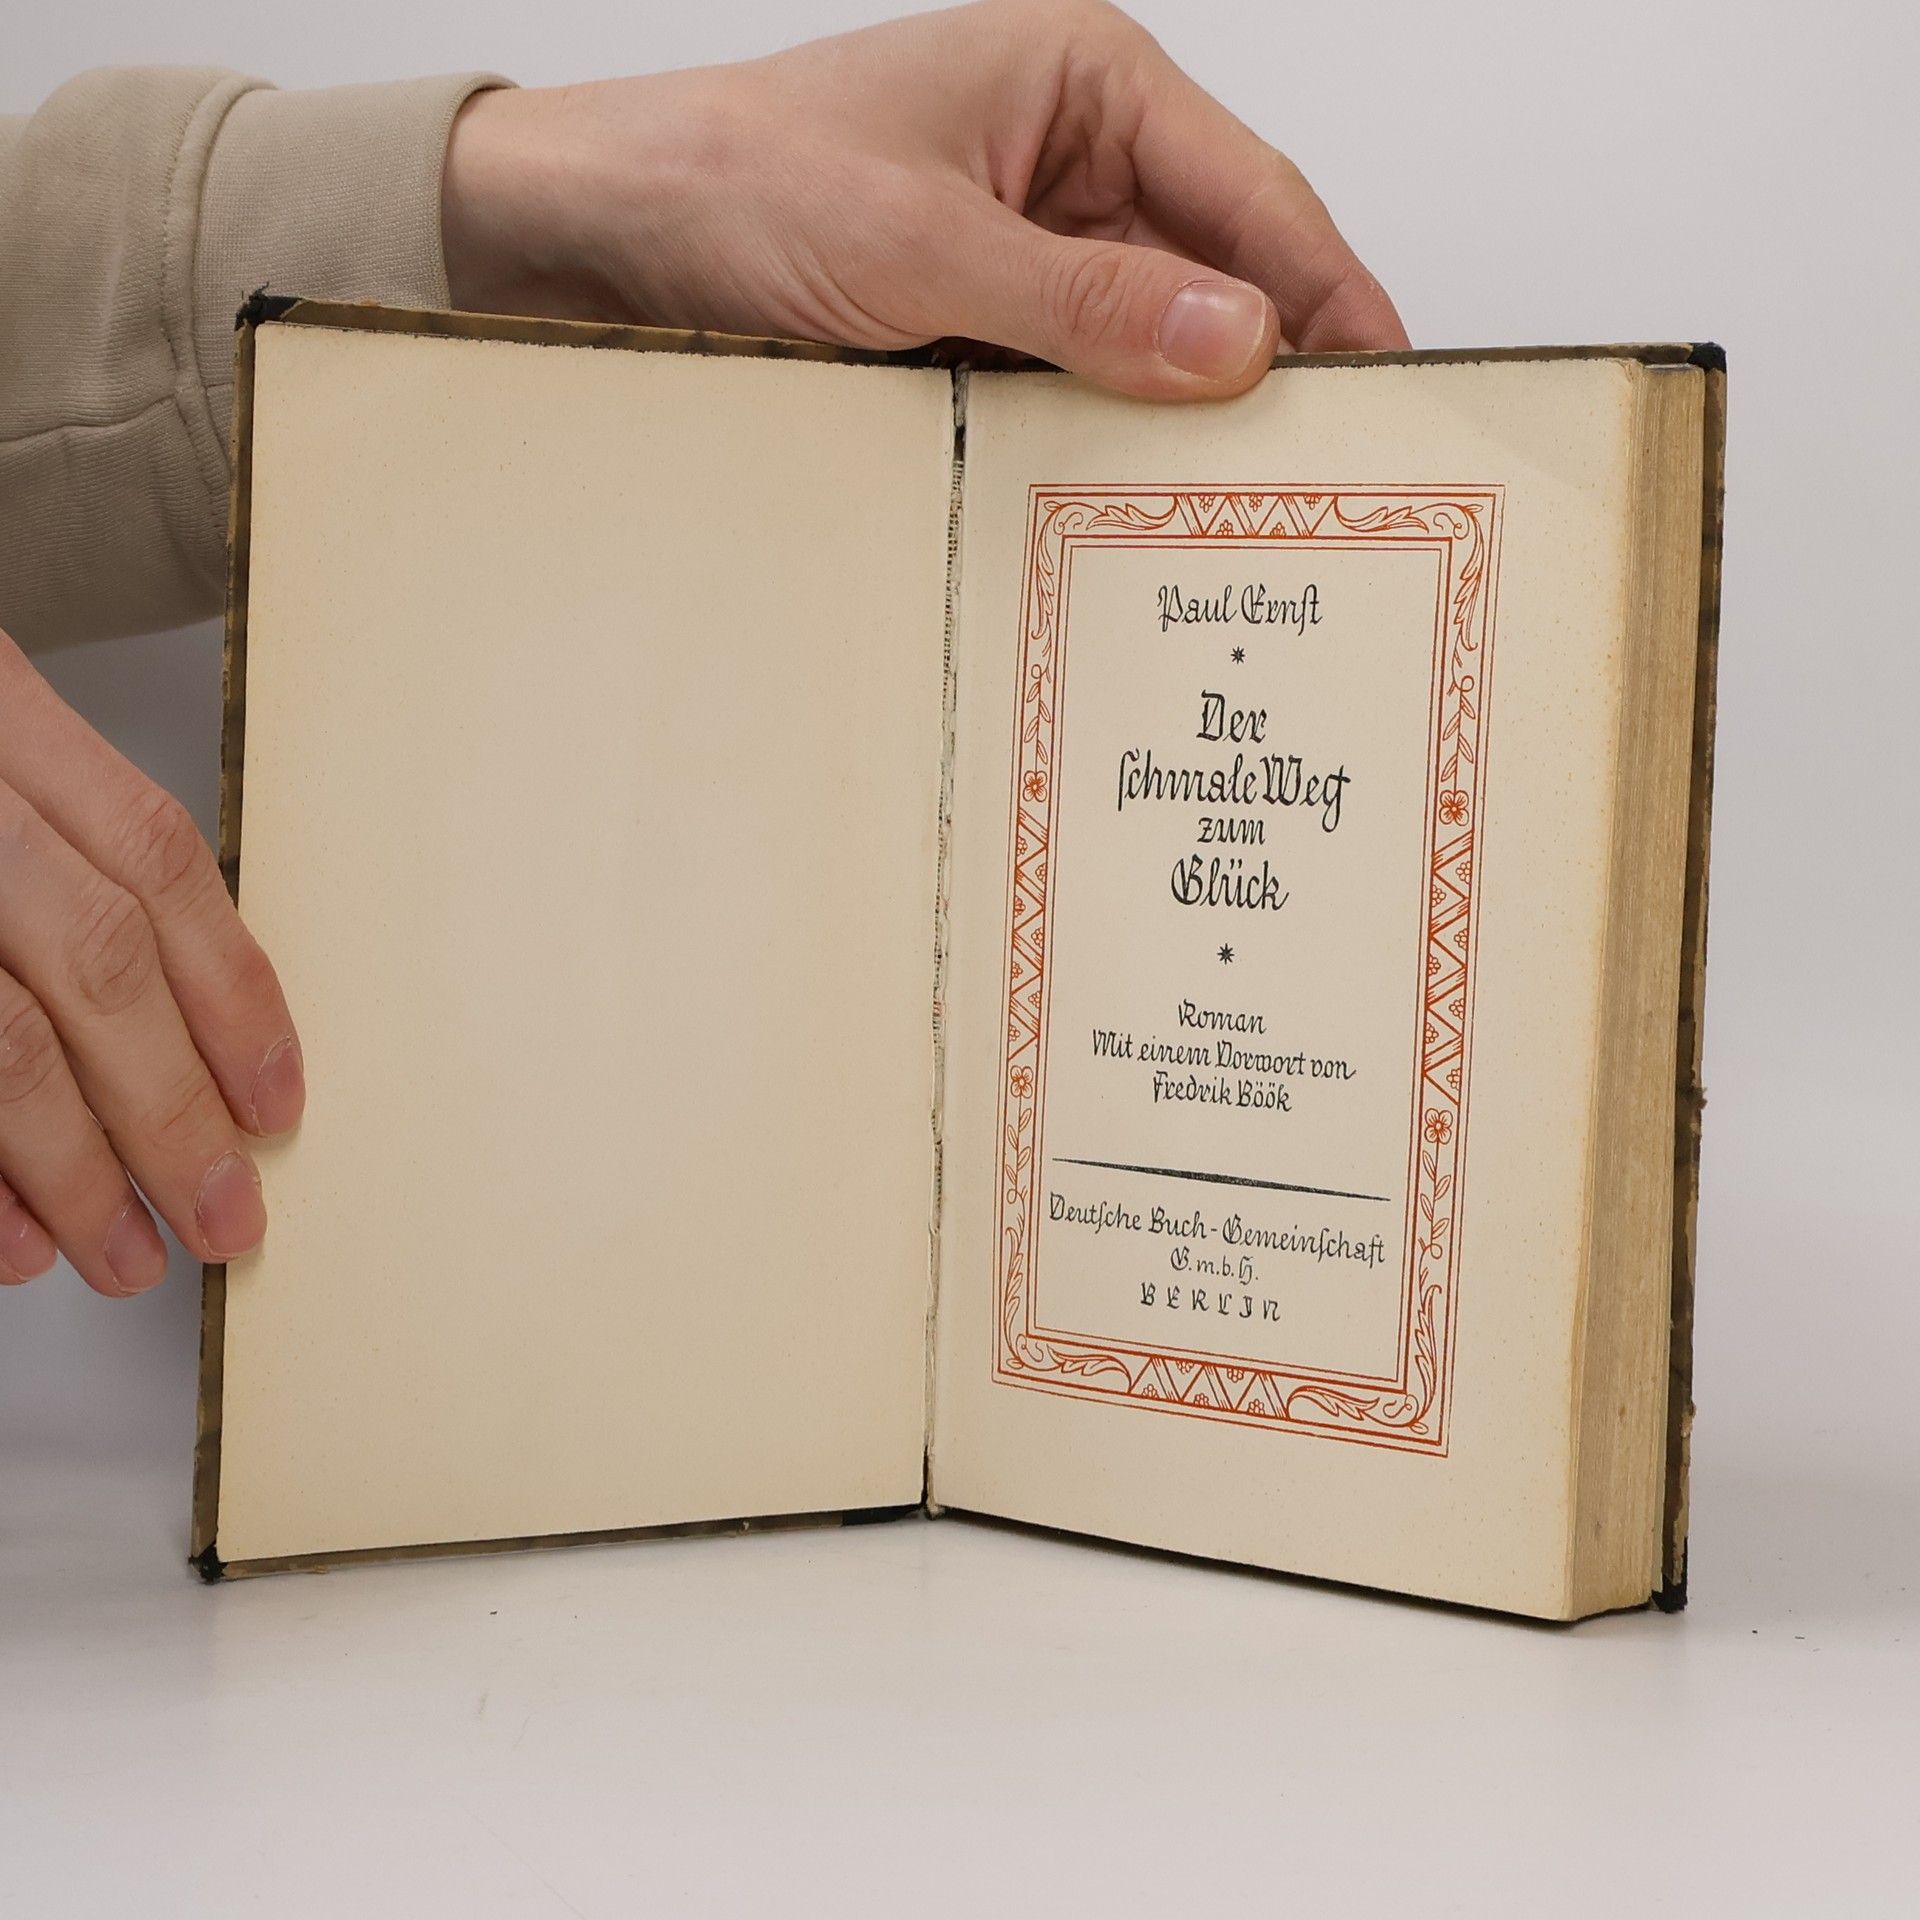 Paul Ernſt
*
Der
ſchmale Weg
zum
Glück
*
Roman
Mit einem Vorwort von
Fredrik Böök
Deutſche Buch-Gemeinſchaft
G.m.b.H.
BERLIN